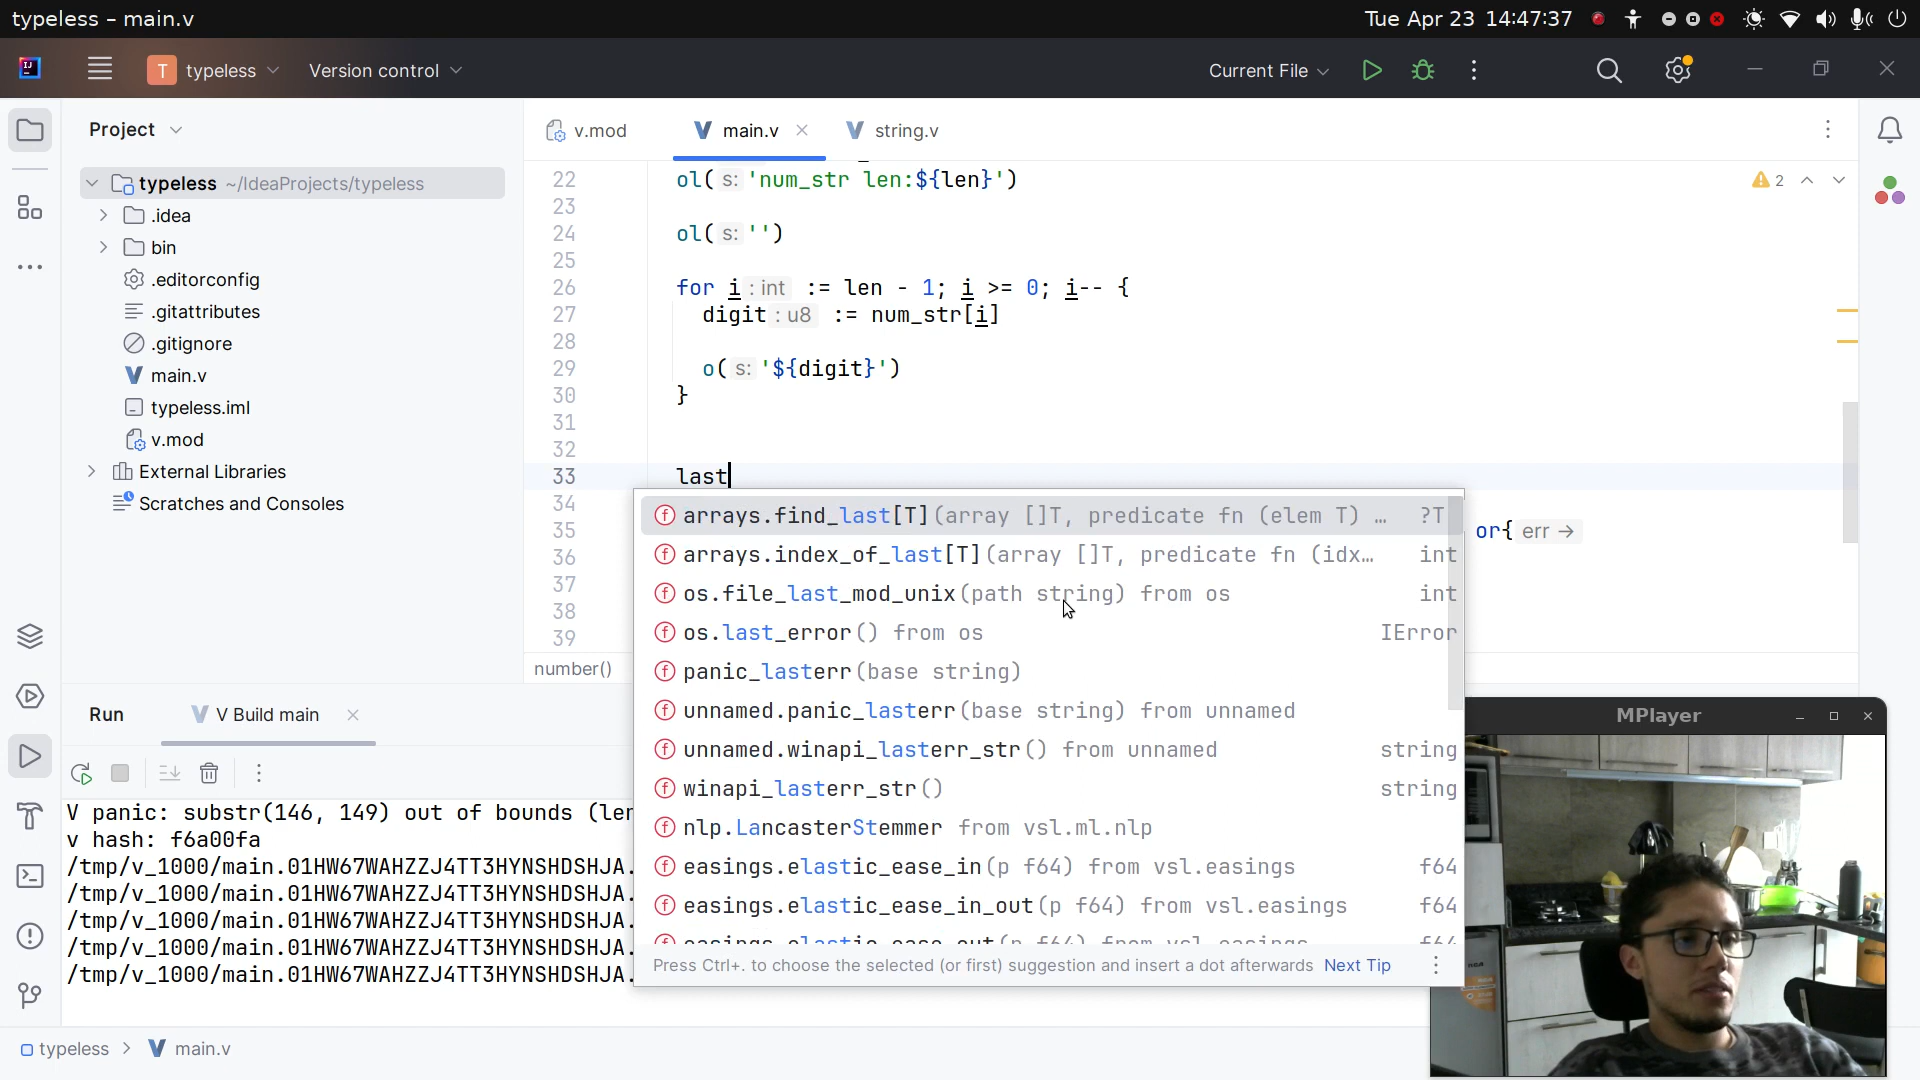 typeless – main.v
Tue Apr 23 14:47:37
T typeless
Version control
Current File
Project
v.mod
main.v
string.v
typeless ~/IdeaProjects/typeless
.idea
bin
.editorconfig
.gitattributes
.gitignore
main.v
typeless.iml
v.mod
External Libraries
Scratches and Consoles
2
22 ol( s: 'num_str len:${len}')
23
24 ol( s: '')
25
26 for i : int := len - 1; i >= 0; i-- {
27 digit : u8 := num_str[i]
28
29 o( s: '${digit}')
30 }
31
32
33 last
34
35 or{ err →
36
37
38
39
arrays.find_last[T](array []T, predicate fn (elem T) … ?T
arrays.index_of_last[T](array []T, predicate fn (idx… int
os.file_last_mod_unix(path string) from os int
os.last_error() from os IError
panic_lasterr(base string)
unnamed.panic_lasterr(base string) from unnamed
unnamed.winapi_lasterr_str() from unnamed string
winapi_lasterr_str() string
nlp.LancasterStemmer from vsl.ml.nlp
easings.elastic_ease_in(p f64) from vsl.easings f64
easings.elastic_ease_in_out(p f64) from vsl.easings f64
easings.elastic_ease_out(p f64) from vsl.easings f64
Press Ctrl+. to choose the selected (or first) suggestion and insert a dot afterwards Next Tip
number()
Run
V Build main
V panic: substr(146, 149) out of bounds (ler
v hash: f6a00fa
/tmp/v_1000/main.01HW67WAHZZJ4TT3HYNSHDSHJA.
/tmp/v_1000/main.01HW67WAHZZJ4TT3HYNSHDSHJA.
/tmp/v_1000/main.01HW67WAHZZJ4TT3HYNSHDSHJA.
/tmp/v_1000/main.01HW67WAHZZJ4TT3HYNSHDSHJA.
/tmp/v_1000/main.01HW67WAHZZJ4TT3HYNSHDSHJA.
MPlayer
typeless > main.v